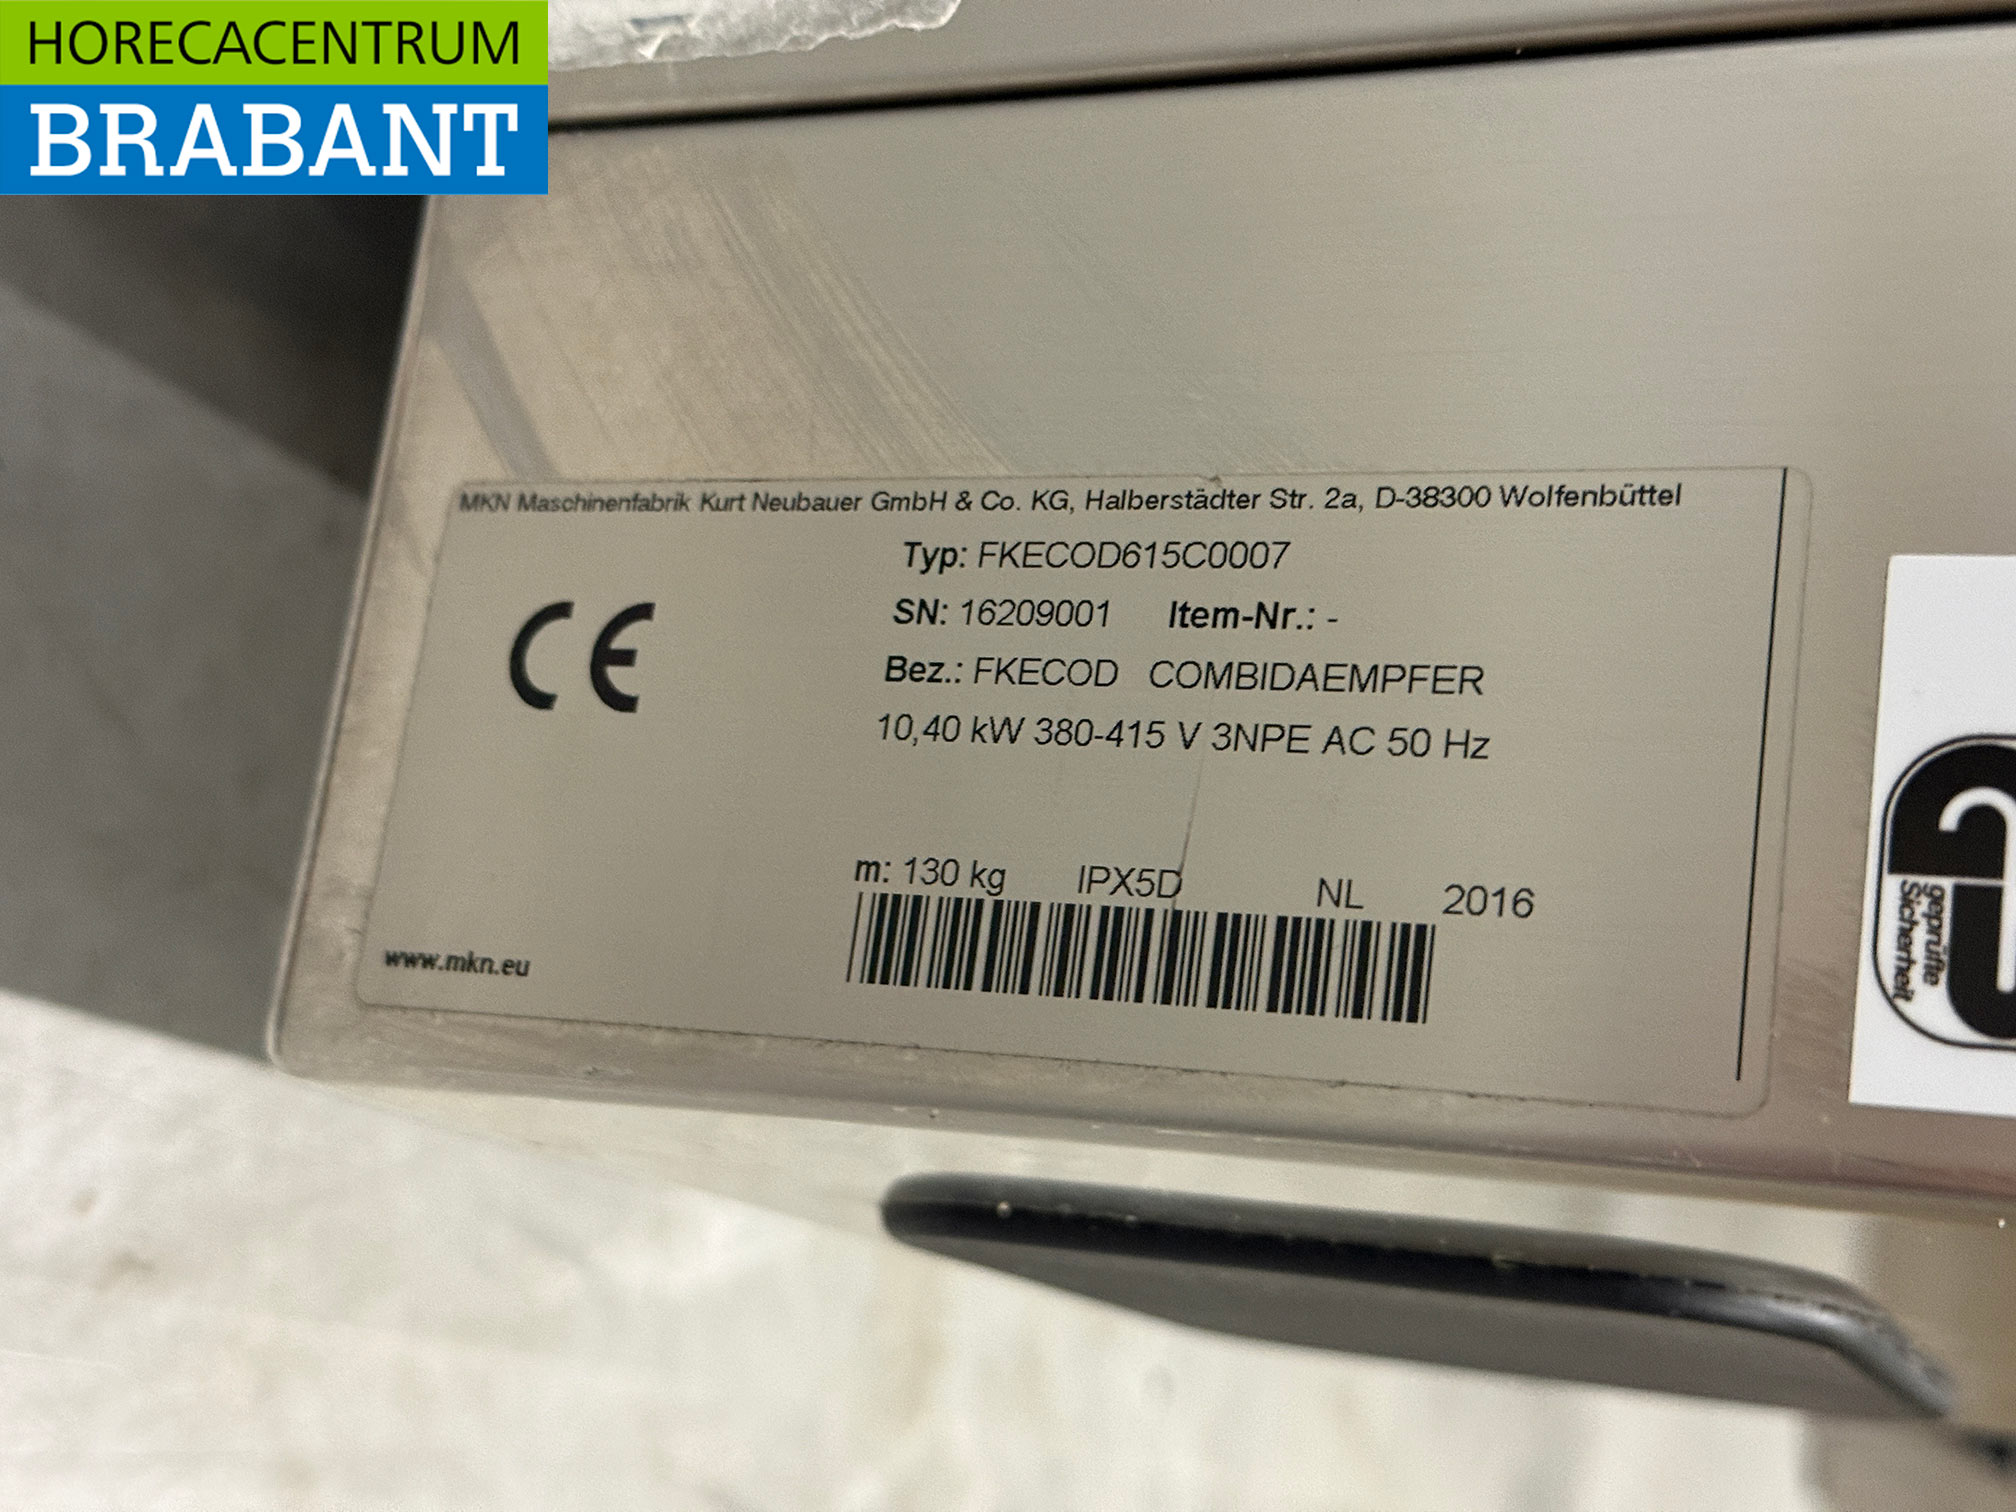 HORECACENTRUM
BRABANT
MKN Maschinenfabrik Kurt Neubauer GmbH & Co. KG, Halberstädter Str. 2a, D-38300 Wolfenbüttel
Typ: FKECOD615C0007
SN: 16209001 Item-Nr.: -
Bez.: FKECOD COMBIDAEMPFER
10,40 kW 380-415 V 3NPE AC 50 Hz
CE
m: 130 kg IPX5D NL 2016
www.mkn.eu
geprüfte
Sicherheit